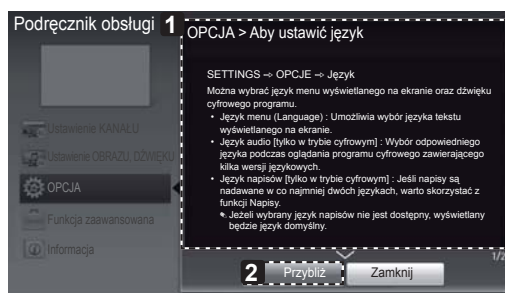 Podręcznik obsługi
1
OPCJA > Aby ustawić język
SETTINGS ➾ OPCJE ➾ Język
Można wybrać język menu wyświetlanego na ekranie oraz dźwięku
cyfrowego programu.
• Język menu (Language) : Umożliwia wybór języka tekstu
wyświetlanego na ekranie.
• Język audio [tylko w trybie cyfrowym] : Wybór odpowiedniego
języka podczas oglądania programu cyfrowego zawierającego
kilka wersji językowych.
• Język napisów [tylko w trybie cyfrowym] : Jeśli napisy są
nadawane w co najmniej dwóch językach, warto skorzystać z
funkcji Napisy.
Jeżeli wybrany język napisów nie jest dostępny, wyświetlany
będzie język domyślny.
Ustawienie KANAŁU
Ustawienie OBRAZU, DŹWIĘKU
OPCJA
Funkcja zaawansowana
Informacja
1/2
2
Przybliż
Zamknij